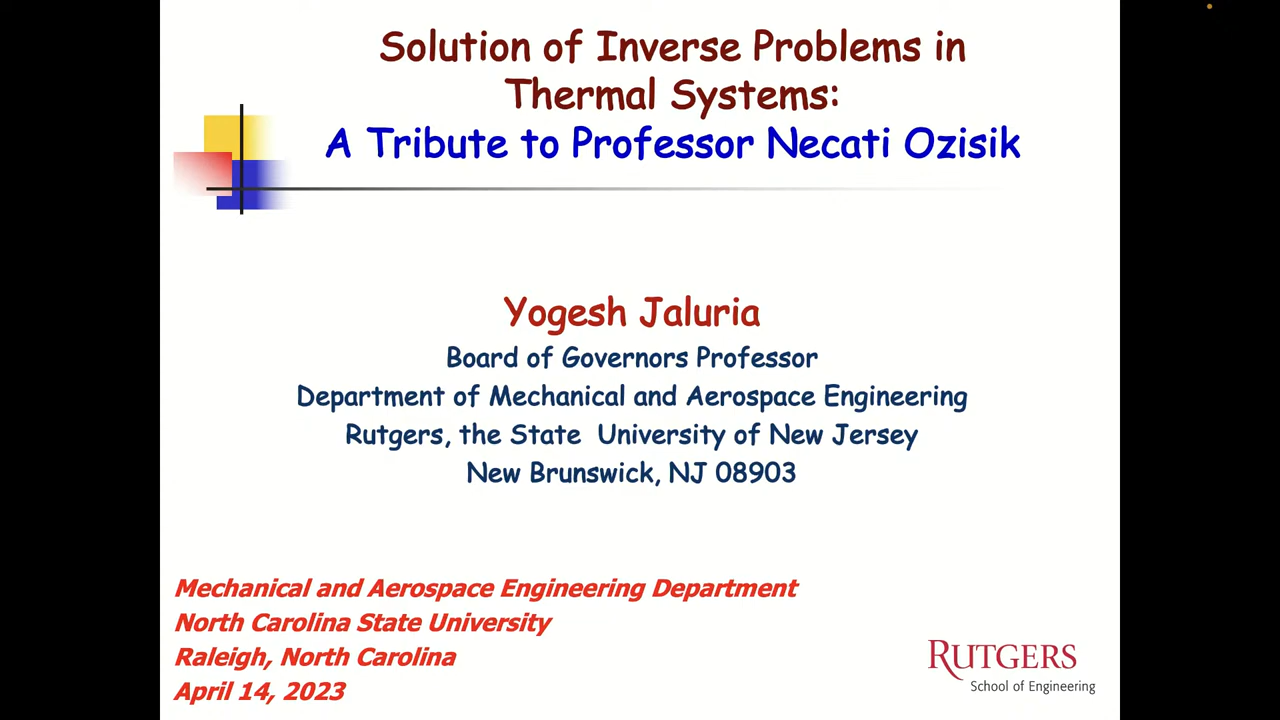 Solution of Inverse Problems in
Thermal Systems:
A Tribute to Professor Necati Ozisik
Yogesh Jaluria
Board of Governors Professor
Department of Mechanical and Aerospace Engineering
Rutgers, the State University of New Jersey
New Brunswick, NJ 08903
Mechanical and Aerospace Engineering Department
North Carolina State University
Raleigh, North Carolina
April 14, 2023
RUTGERS
School of Engineering